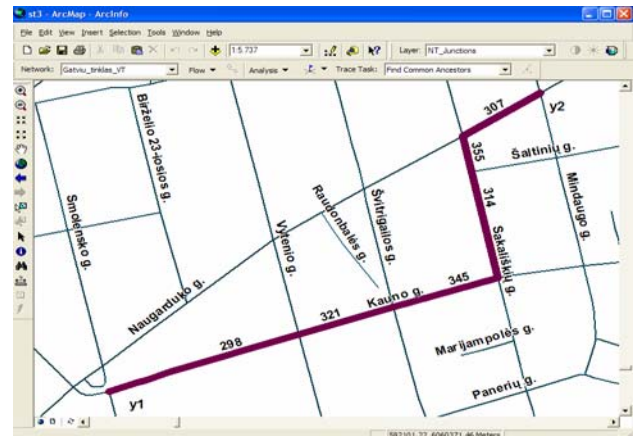 st3 - ArcMap - ArcInfo
File Edit View Insert Selection Tools Window Help
1:5.737 Layer: NT_Junctions
Network: Gatviu_tinklas_VT Flow Analysis Trace Task: Find Common Ancestors
307
y2
355
Šaltinių g.
Birželio 23-iosios g.
314
Mindaugo g.
Smolensko g.
Raudonbalės g.
Švitrigailos g.
Vytenio g.
Sakališkių g.
345
Kauno g.
321
Naugarduko g.
298
Marijampolės g.
Panerių g.
y1